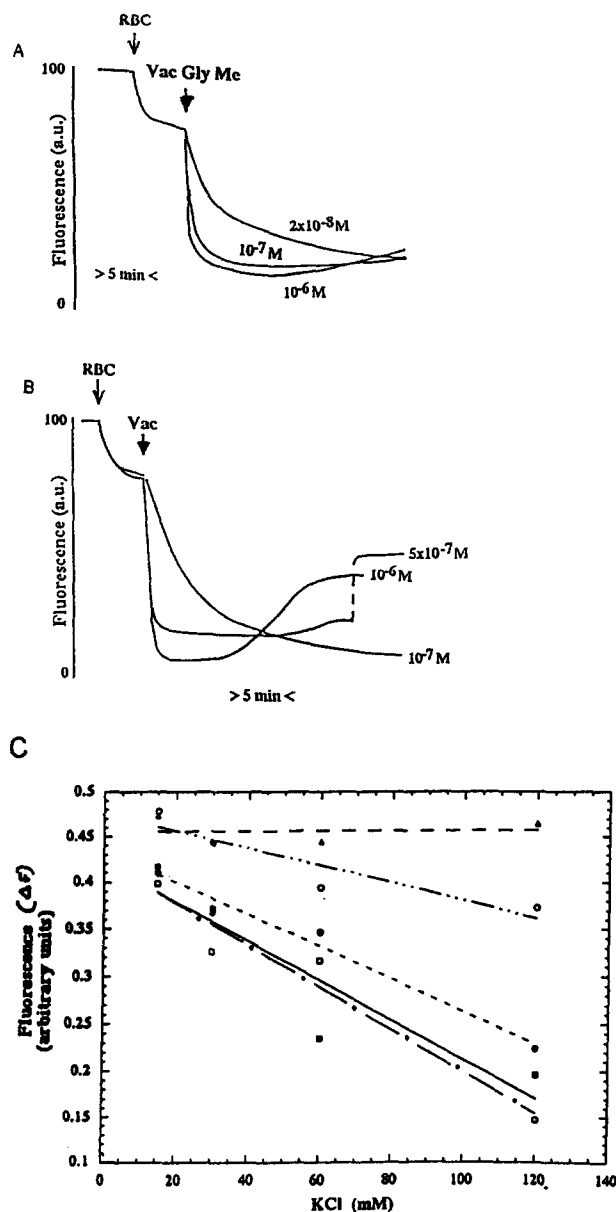 RBC
A
Vac Gly Me
100
Fluorescence (a.u.)
2x10-8M
10-7M
> 5 min <
10-6M
0
RBC
B
100
Vac
Fluorescence (a.u.)
5x10-7M
10-6M
10-7M
0
> 5 min <
C
0.5
0.45
0.4
0.35
0.3
0.25
0.2
0.15
0.1
Fluorescence (ΔF)
(arbitrary units)
0 20 40 60 80 100 120 140
KCl (mM)